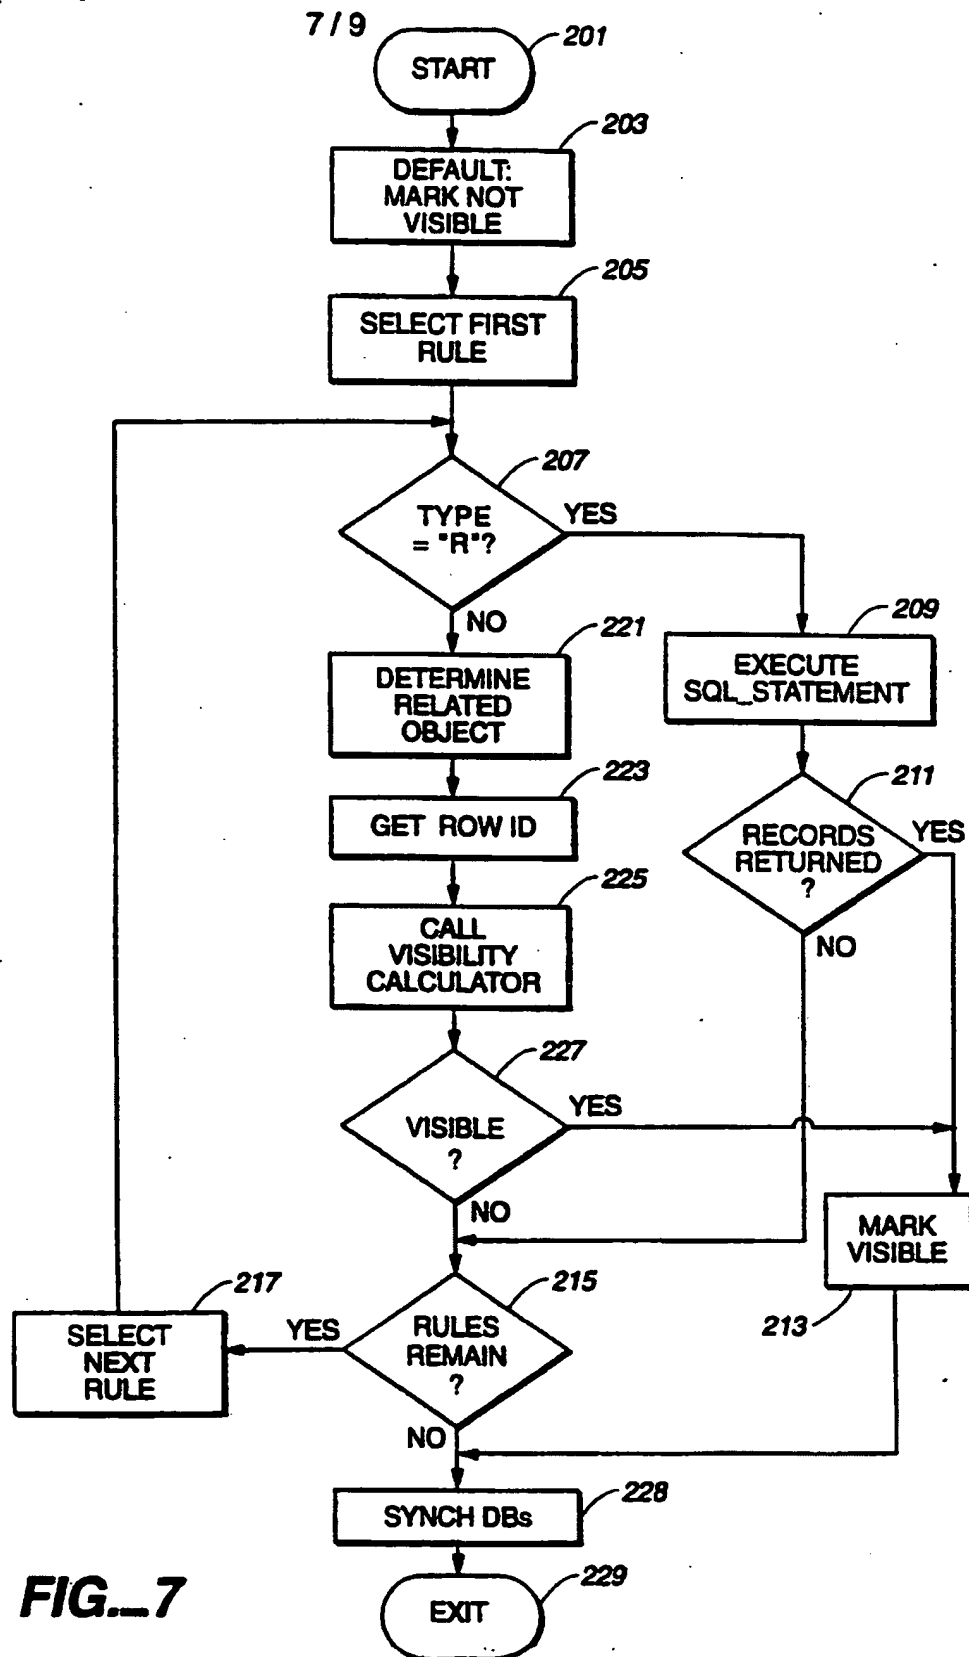 7 / 9
201
START
203
DEFAULT:
MARK NOT
VISIBLE
205
SELECT FIRST
RULE
207
TYPE
= "R"?
YES
NO
209
EXECUTE
SQL_STATEMENT
221
DETERMINE
RELATED
OBJECT
211
RECORDS
RETURNED
?
YES
NO
223
GET ROW ID
225
CALL
VISIBILITY
CALCULATOR
227
VISIBLE
?
YES
NO
MARK
VISIBLE
213
217
SELECT
NEXT
RULE
YES
215
RULES
REMAIN
?
NO
228
SYNCH DBs
229
EXIT
FIG._7